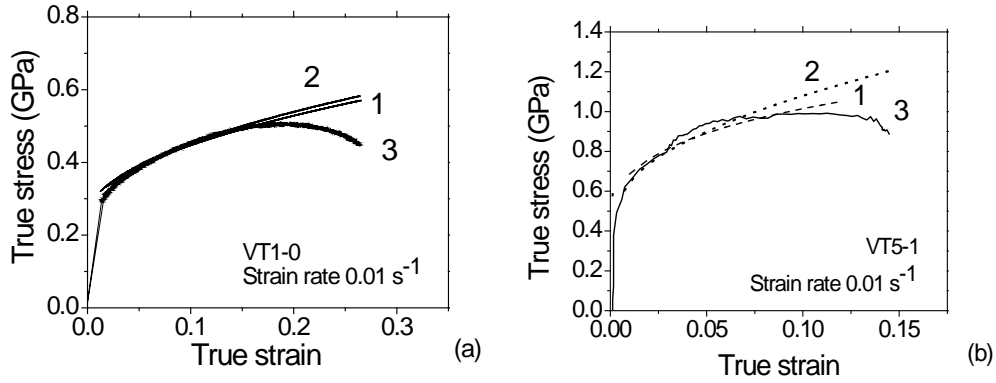 True stress (GPa)
0.8
0.6
0.4
0.2
0.0
2
1
3
VT1-0
Strain rate 0.01 s⁻¹
0.0 0.1 0.2 0.3
True strain
(a)
True stress (GPa)
1.4
1.2
1.0
0.8
0.6
0.4
0.2
0.0
2
1
3
VT5-1
Strain rate 0.01 s⁻¹
0.00 0.05 0.10 0.15
True strain
(b)